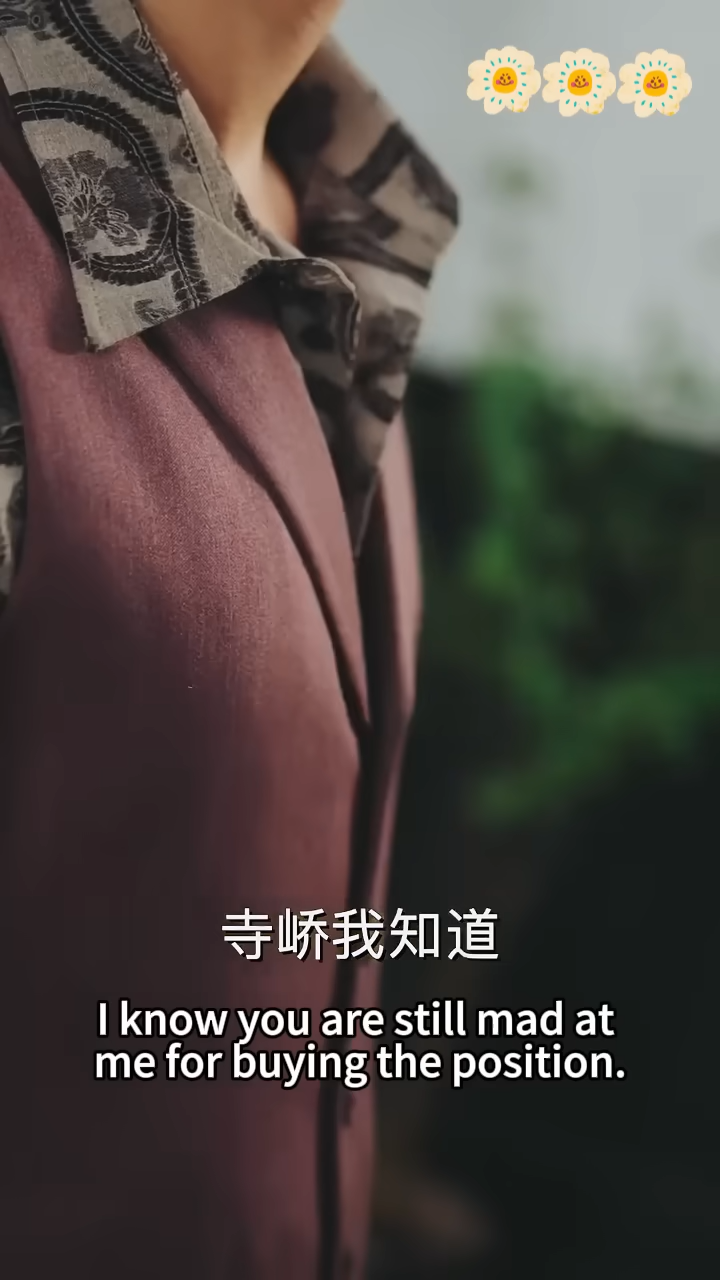 寺峤我知道
I know you are still mad at
me for buying the position.